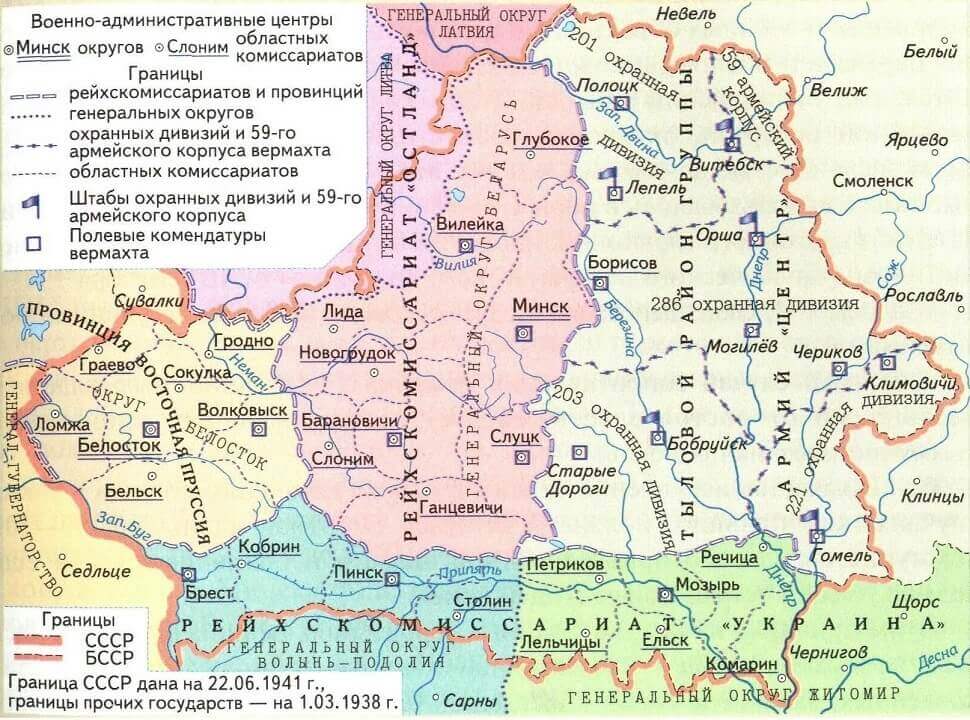 Военно-административные центры
Минск округов Слоним областных комиссариатов
Границы
рейхскомиссариатов и провинций
генеральных округов
охранных дивизий и 59-го
армейского корпуса вермахта
областных комиссариатов
Штабы охранных дивизий и 59-го
армейского корпуса
Полевые комендатуры
вермахта
ГЕНЕРАЛЬНЫЙ ОКРУГ
ЛАТВИЯ
ГЕНЕРАЛЬНЫЙ ОКРУГ ЛИТВА
РЕЙХСКОМИССАРИАТ «ОСТЛАНД»
ГЕНЕРАЛЬНЫЙ ОКРУГ БЕЛАРУСЬ
ТЫЛОВОЙ РАЙОН ГРУППЫ
АРМИЙ «ЦЕНТР»
201 охранная дивизия
59 армейский корпус
286 охранная дивизия
203 охранная дивизия
221 охранная дивизия
Невель
Белый
Велиж
Полоцк
Зап. Двина
Витебск
Ярцево
Глубокое
Лепель
Смоленск
Вилейка
Вилия
Орша
Днепр
Сож
Борисов
Березина
Рославль
Сувалки
ПРОВИНЦИЯ ВОСТОЧНАЯ ПРУССИЯ
Лида
Минск
Гродно
Неман
Могилёв
Чериков
Граево
Сокулка
Новогрудок
Климовичи
ОКРУГ БЕЛОСТОК
Волковыск
Барановичи
Ломжа
Белосток
Слоним
Слуцк
Бобруйск
Старые
Дороги
Бельск
Ганцевичи
Клинцы
ГЕНЕРАЛ-ГУБЕРНАТОРСТВО
Зап.Буг
Кобрин
Гомель
Седльце
Брест
Пинск
Припять
Петриков
Речица
Днепр
Мозырь
Столин
Щорс
РЕЙХСКОМИССАРИАТ «УКРАИНА»
ГЕНЕРАЛЬНЫЙ ОКРУГ
ВОЛЫНЬ-ПОДОЛИЯ
Лельчицы
Ельск
Комарин
Чернигов
Десна
Сарны
ГЕНЕРАЛЬНЫЙ ОКРУГ ЖИТОМИР
Границы
СССР
БССР
Граница СССР дана на 22.06.1941 г.,
границы прочих государств — на 1.03.1938 г.